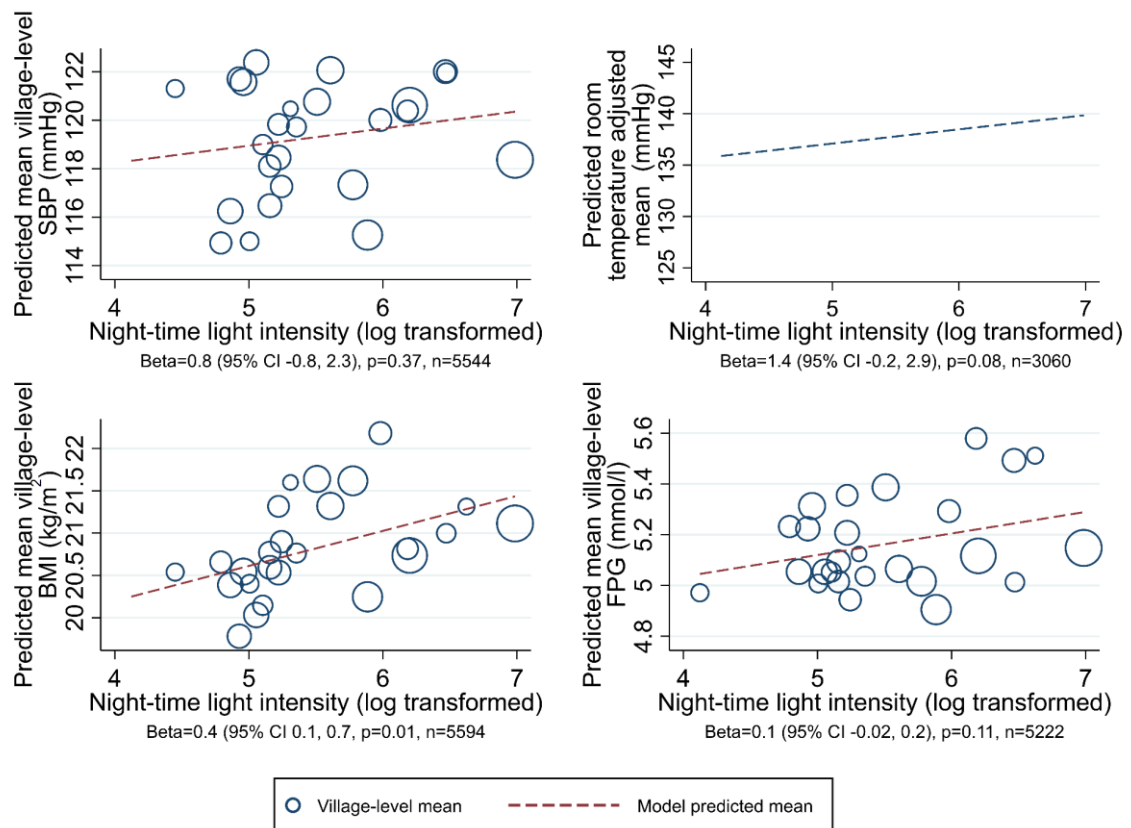 Predicted mean village-level
SBP (mmHg)
122
120
118
116
114
4 5 6 7
Night-time light intensity (log transformed)
Beta=0.8 (95% CI -0.8, 2.3), p=0.37, n=5544
Predicted room
temperature adjusted
mean (mmHg)
145
140
135
130
125
4 5 6 7
Night-time light intensity (log transformed)
Beta=1.4 (95% CI -0.2, 2.9), p=0.08, n=3060
Predicted mean village-level
BMI (kg/m²)
20 20.5 21 21.5 22
4 5 6 7
Night-time light intensity (log transformed)
Beta=0.4 (95% CI 0.1, 0.7, p=0.01, n=5594
Predicted mean village-level
FPG (mmol/l)
5.6
5.4
5.2
5
4.8
4 5 6 7
Night-time light intensity (log transformed)
Beta=0.1 (95% CI -0.02, 0.2), p=0.11, n=5222
Village-level mean Model predicted mean